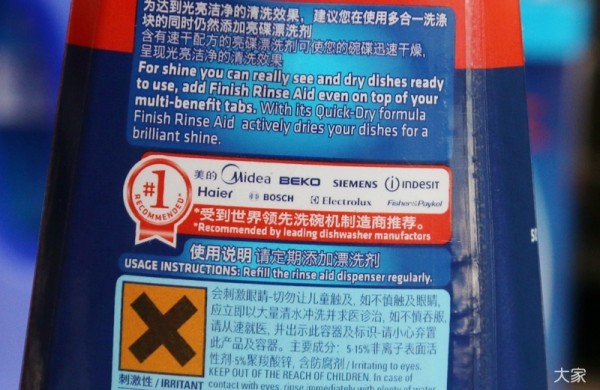 为达到光亮洁净的清洗效果，建议您在使用多合一洗涤
块的同时仍然添加亮碟漂洗剂
含有速干配方的亮碟漂洗剂可使您的碗碟迅速干燥，
呈现光亮洁净的清洗效果
For shine you can really see and dry dishes ready
to use, add Finish Rinse Aid even on top of your
multi-benefit tabs. With its Quick-Dry formula
Finish Rinse Aid actively dries your dishes for a
brilliant shine.
#1
RECOMMENDED*
美的 Midea BEKO SIEMENS INDESIT
Haier BOSCH Electrolux Fisher&Paykel
*受到世界领先洗碗机制造商推荐。
*Recommended by leading dishwasher manufactors
使用说明 请定期添加漂洗剂
USAGE INSTRUCTIONS: Refill the rinse aid dispenser regularly.
会刺激眼睛-切勿让儿童触及, 如不慎触及眼睛,
应立即以大量清水冲洗并求医诊治, 如不慎吞服,
请从速就医, 并出示此容器及标识-请小心弃置
此产品及容器。主要成分：5-15%非离子表面活
性剂<5%聚羧酸锌, 含防腐剂/Irritating to eyes.
KEEP OUT OF THE REACH OF CHILDREN. In case of
contact with eyes, rinse immediately with plenty of water
刺激性/IRRITANT
大家